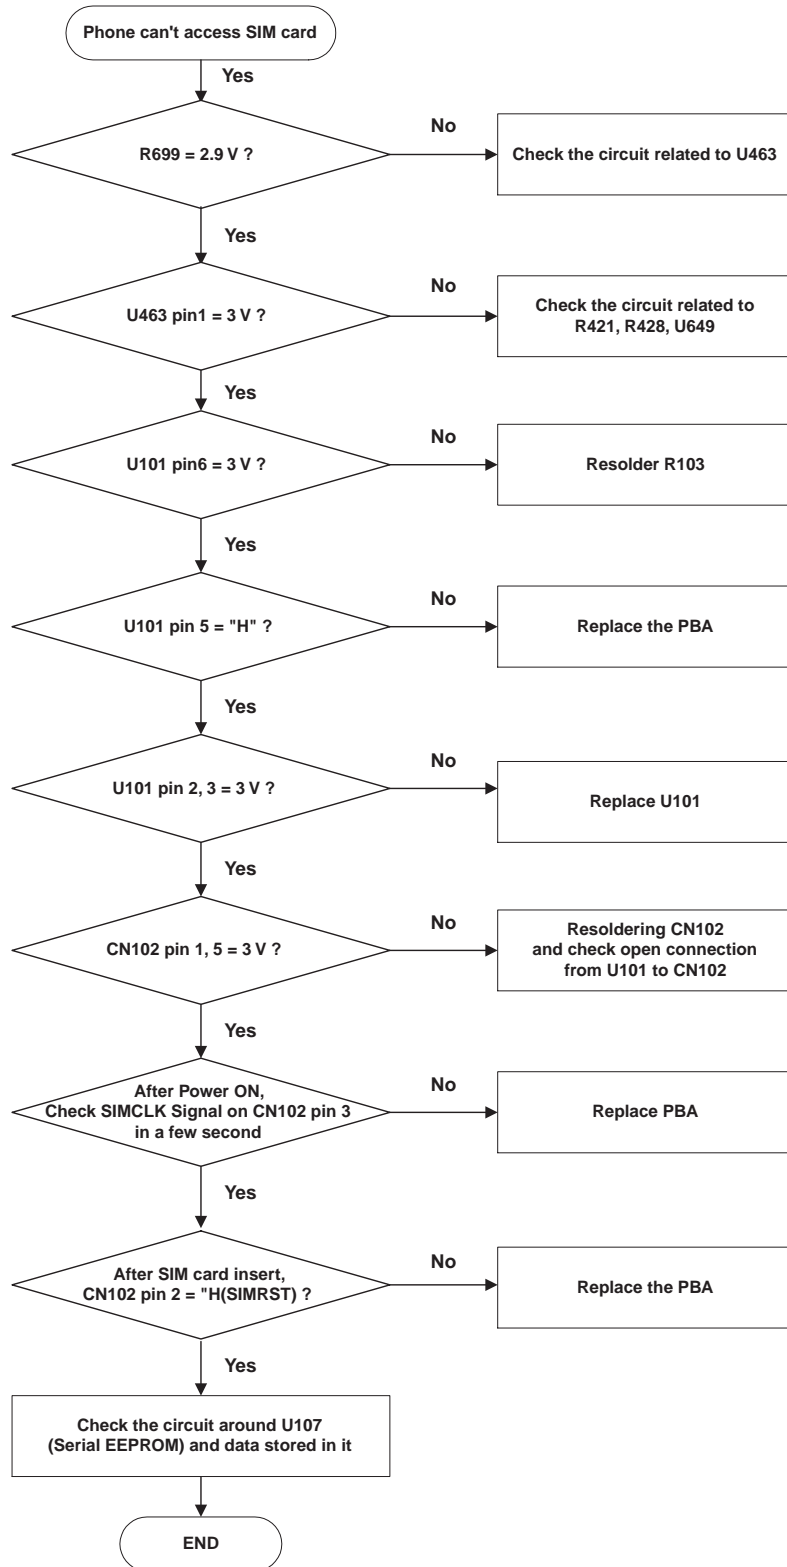 Phone can't access SIM card
Yes
R699 = 2.9 V ?
No
Check the circuit related to U463
Yes
U463 pin1 = 3 V ?
No
Check the circuit related to
R421, R428, U649
Yes
U101 pin6 = 3 V ?
No
Resolder R103
Yes
U101 pin 5 = "H" ?
No
Replace the PBA
Yes
U101 pin 2, 3 = 3 V ?
No
Replace U101
Yes
CN102 pin 1, 5 = 3 V ?
No
Resoldering CN102
and check open connection
from U101 to CN102
Yes
After Power ON,
Check SIMCLK Signal on CN102 pin 3
in a few second
No
Replace PBA
Yes
After SIM card insert,
CN102 pin 2 = "H(SIMRST) ?
No
Replace the PBA
Yes
Check the circuit around U107
(Serial EEPROM) and data stored in it
END